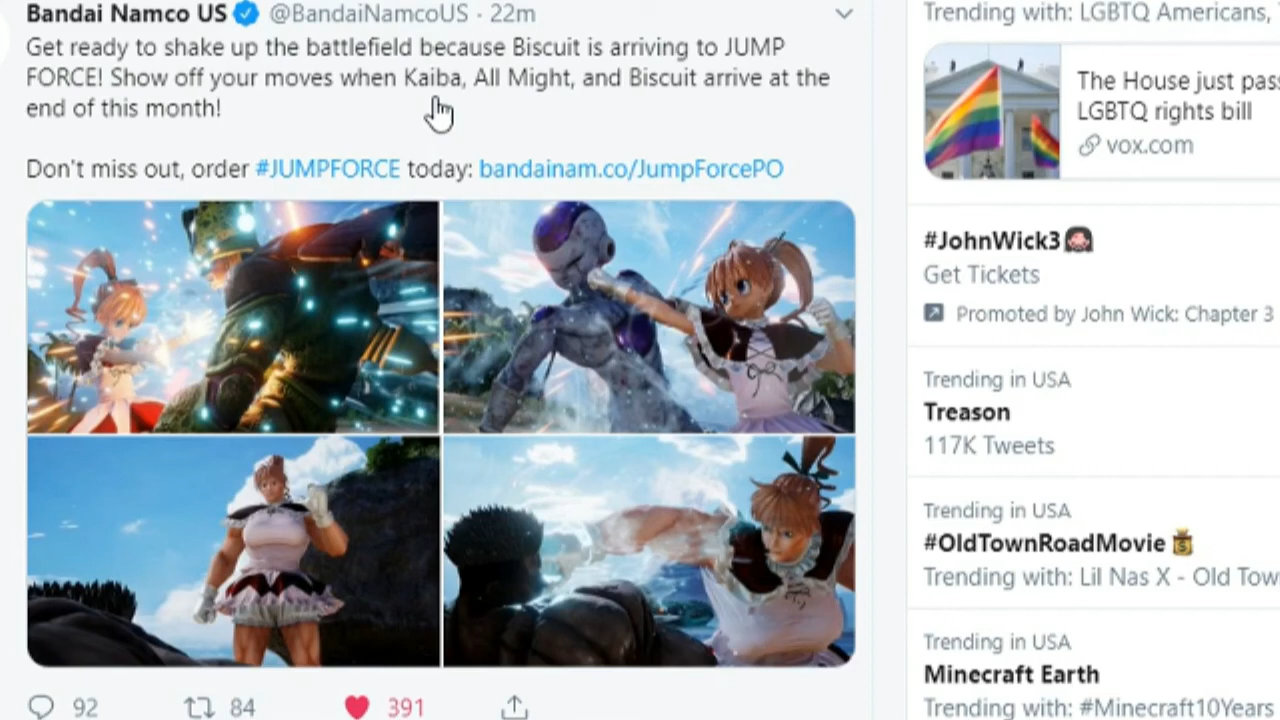 Bandai Namco US @BandaiNamcoUS · 22m
Get ready to shake up the battlefield because Biscuit is arriving to JUMP
FORCE! Show off your moves when Kaiba, All Might, and Biscuit arrive at the
end of this month!
Don't miss out, order #JUMPFORCE today: bandainam.co/JumpForcePO
92 84 391
Trending with: LGBTQ Americans,
The House just pass
LGBTQ rights bill
vox.com
#JohnWick3
Get Tickets
Promoted by John Wick: Chapter 3
Trending in USA
Treason
117K Tweets
Trending in USA
#OldTownRoadMovie
Trending with: Lil Nas X - Old Tow
Trending in USA
Minecraft Earth
Trending with: #Minecraft10Years